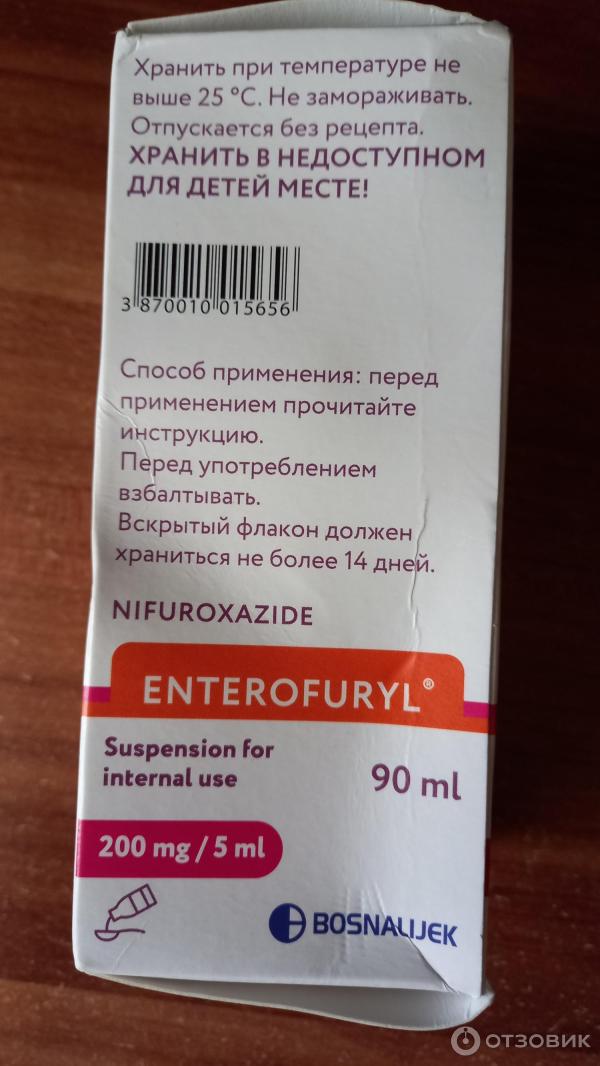 Хранить при температуре не
выше 25 °С. Не замораживать.
Отпускается без рецепта.
ХРАНИТЬ В НЕДОСТУПНОМ
ДЛЯ ДЕТЕЙ МЕСТЕ!
3 870010 015656
Способ применения: перед
применением прочитайте
инструкцию.
Перед употреблением
взбалтывать.
Вскрытый флакон должен
храниться не более 14 дней.
NIFUROXAZIDE
ENTEROFURYL®
Suspension for
internal use
90 ml
200 mg / 5 ml
BOSNALIJEK
ОТЗОВИК